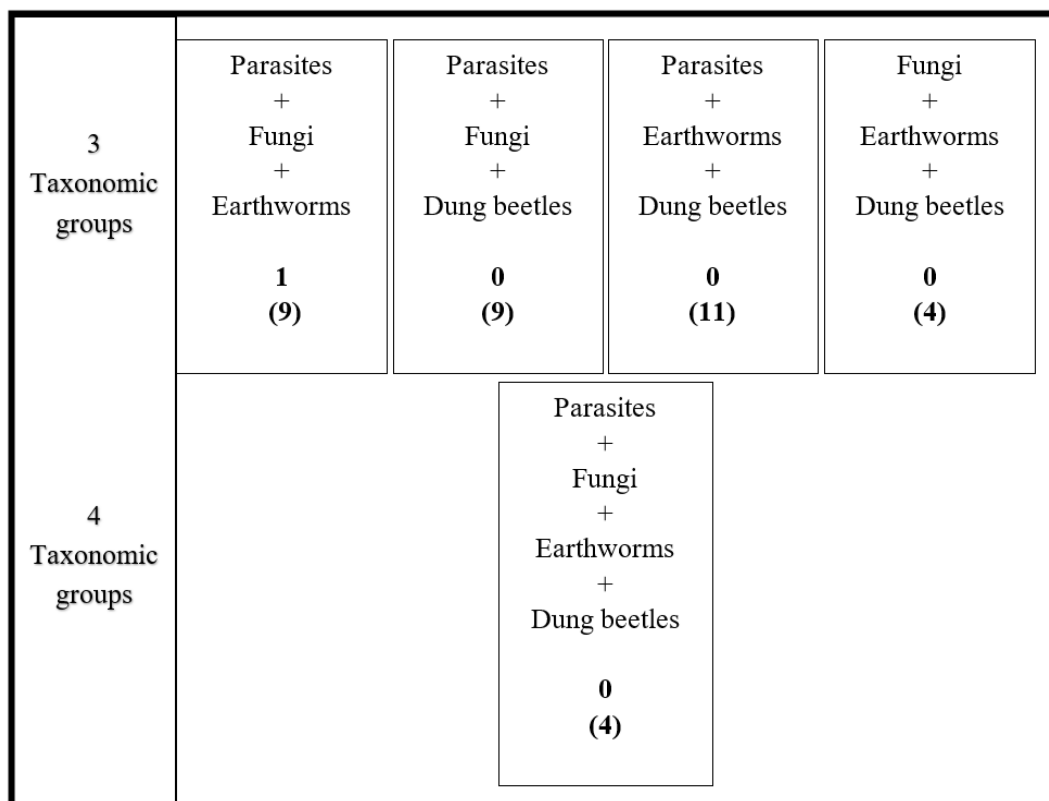 3
Taxonomic
groups
Parasites
+
Fungi
+
Earthworms
1
(9)
Parasites
+
Fungi
+
Dung beetles
0
(9)
Parasites
+
Earthworms
+
Dung beetles
0
(11)
Fungi
+
Earthworms
+
Dung beetles
0
(4)
4
Taxonomic
groups
Parasites
+
Fungi
+
Earthworms
+
Dung beetles
0
(4)